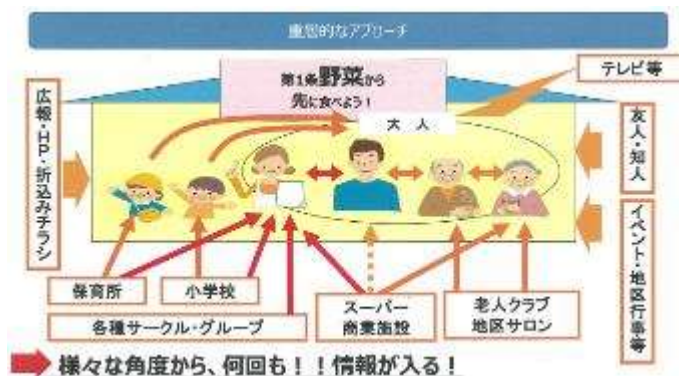 重層的なアプローチ
第1条 野菜から
先に食べよう！
テレビ等
大 人
広報・HP・折込みチラシ
友人・知人
イベント・地区行事等
保育所
小学校
各種サークル・グループ
スーパー
商業施設
老人クラブ
地区サロン
様々な角度から、何回も！！情報が入る！